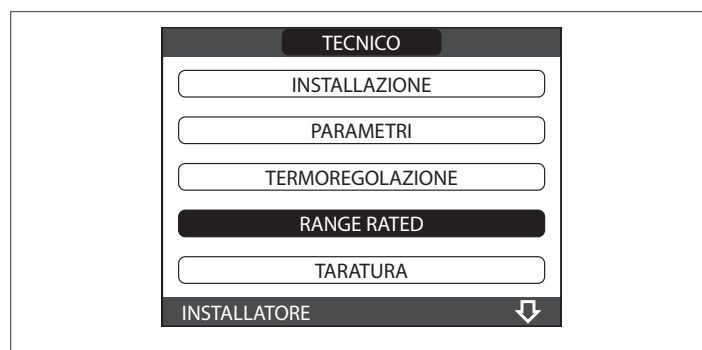 TECNICO
INSTALLAZIONE
PARAMETRI
TERMOREGOLAZIONE
RANGE RATED
TARATURA
INSTALLATORE